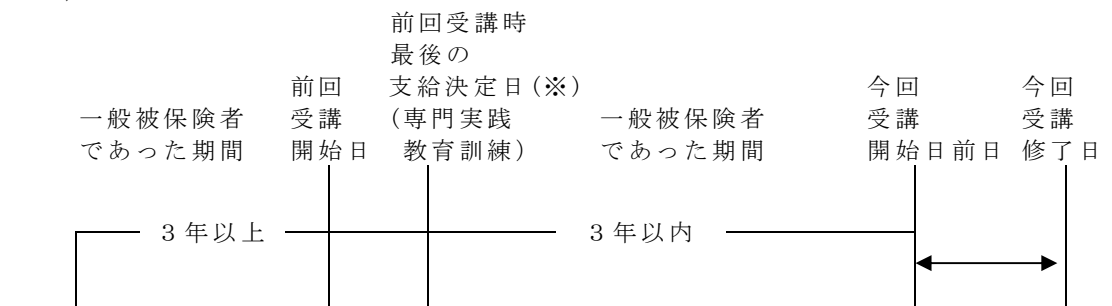 前回受講時
最後の
前回 支給決定日(※) 今回 今回
一般被保険者 受講 (専門実践 一般被保険者 受講 受講
であった期間 開始日 教育訓練) であった期間 開始日前日 修了日
3年以上 3年以内